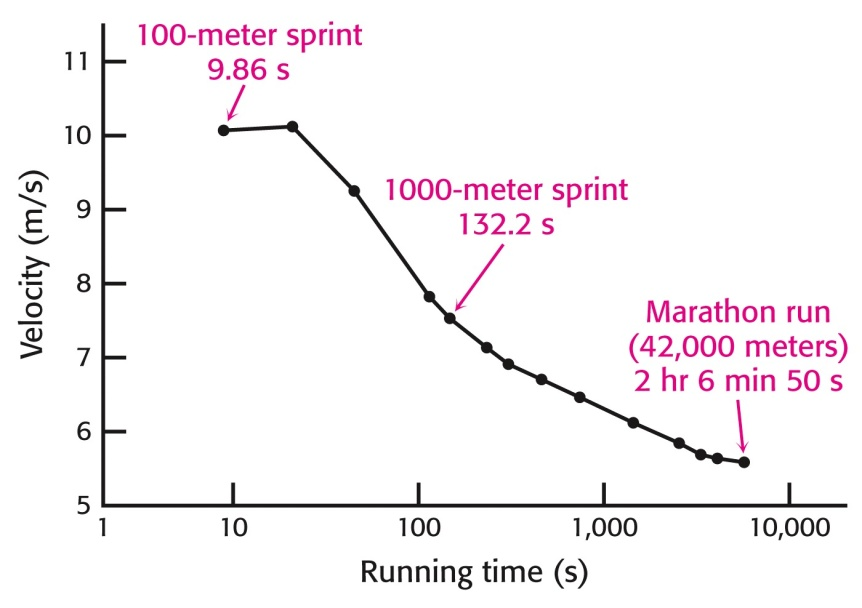 100-meter sprint
9.86 s
11
10
9
8
7
6
5
Velocity (m/s)
1000-meter sprint
132.2 s
Marathon run
(42,000 meters)
2 hr 6 min 50 s
1
10
100
1,000
10,000
Running time (s)